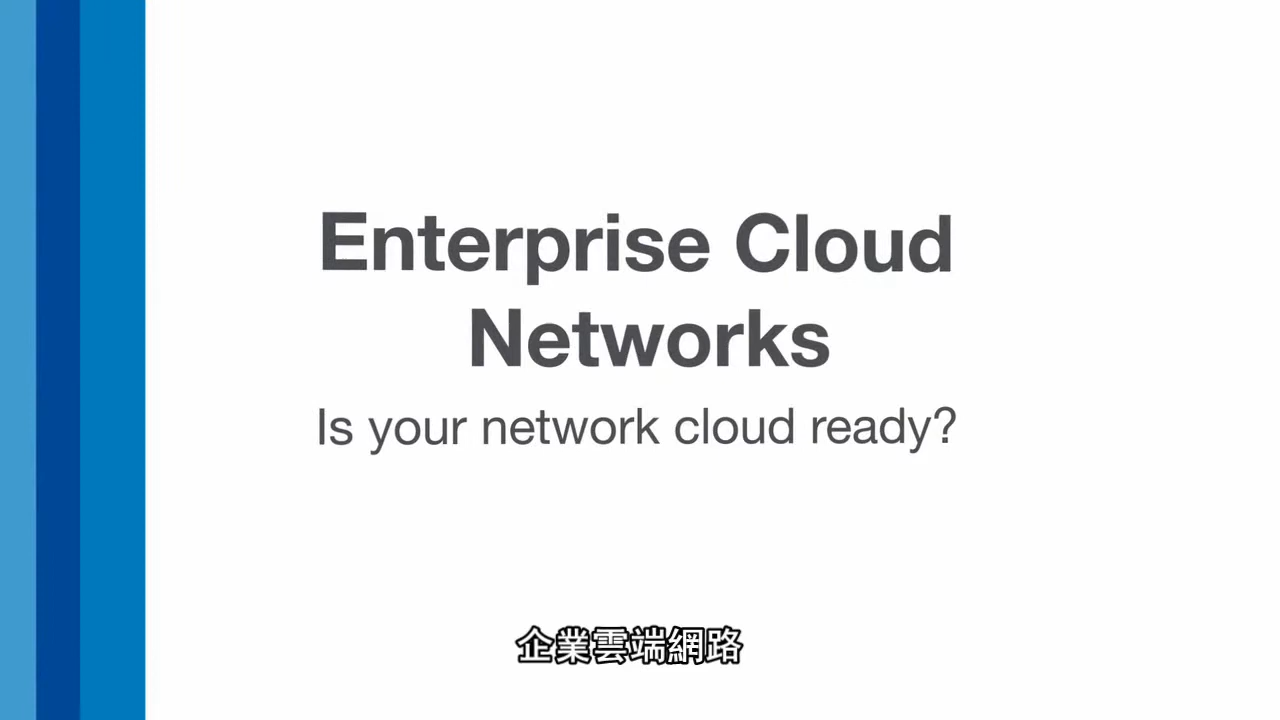 Enterprise Cloud
Networks
Is your network cloud ready?
企業雲端網路